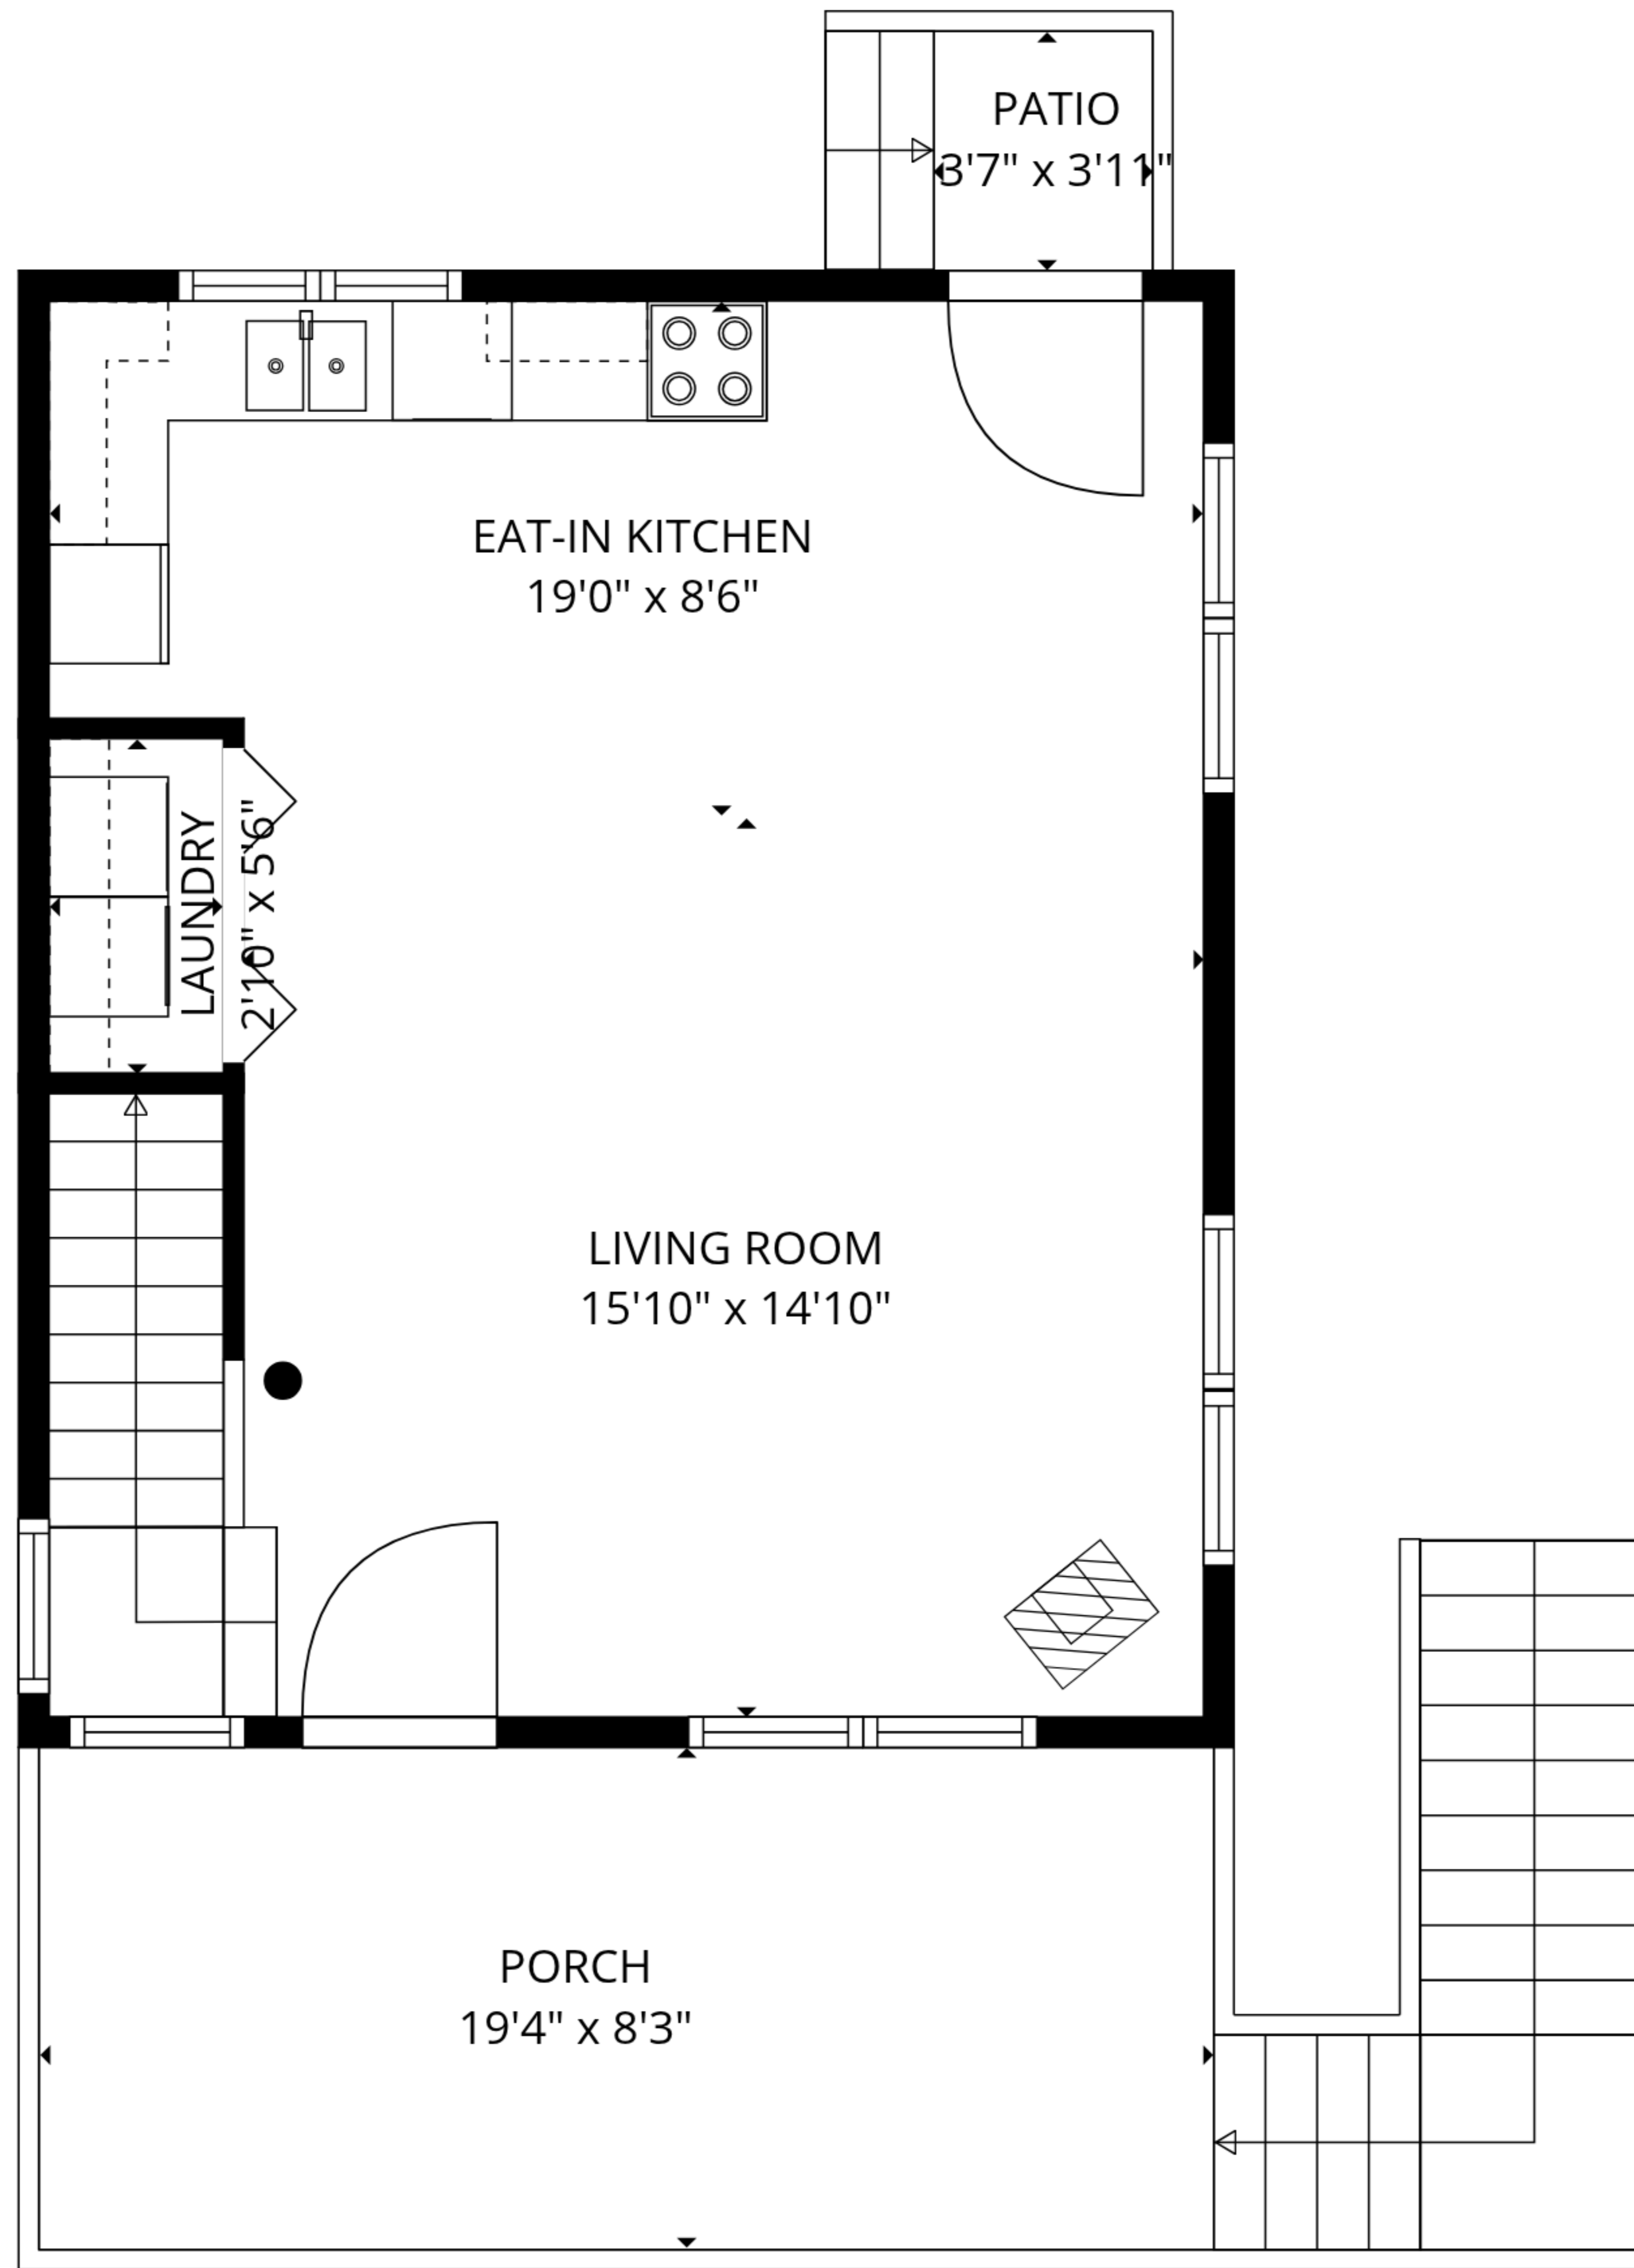 PATIO
3'7" x 3'11"
EAT-IN KITCHEN
19'0" x 8'6"
LAUNDRY
2'10" x 5'6"
LIVING ROOM
15'10" x 14'10"
PORCH
19'4" x 8'3"